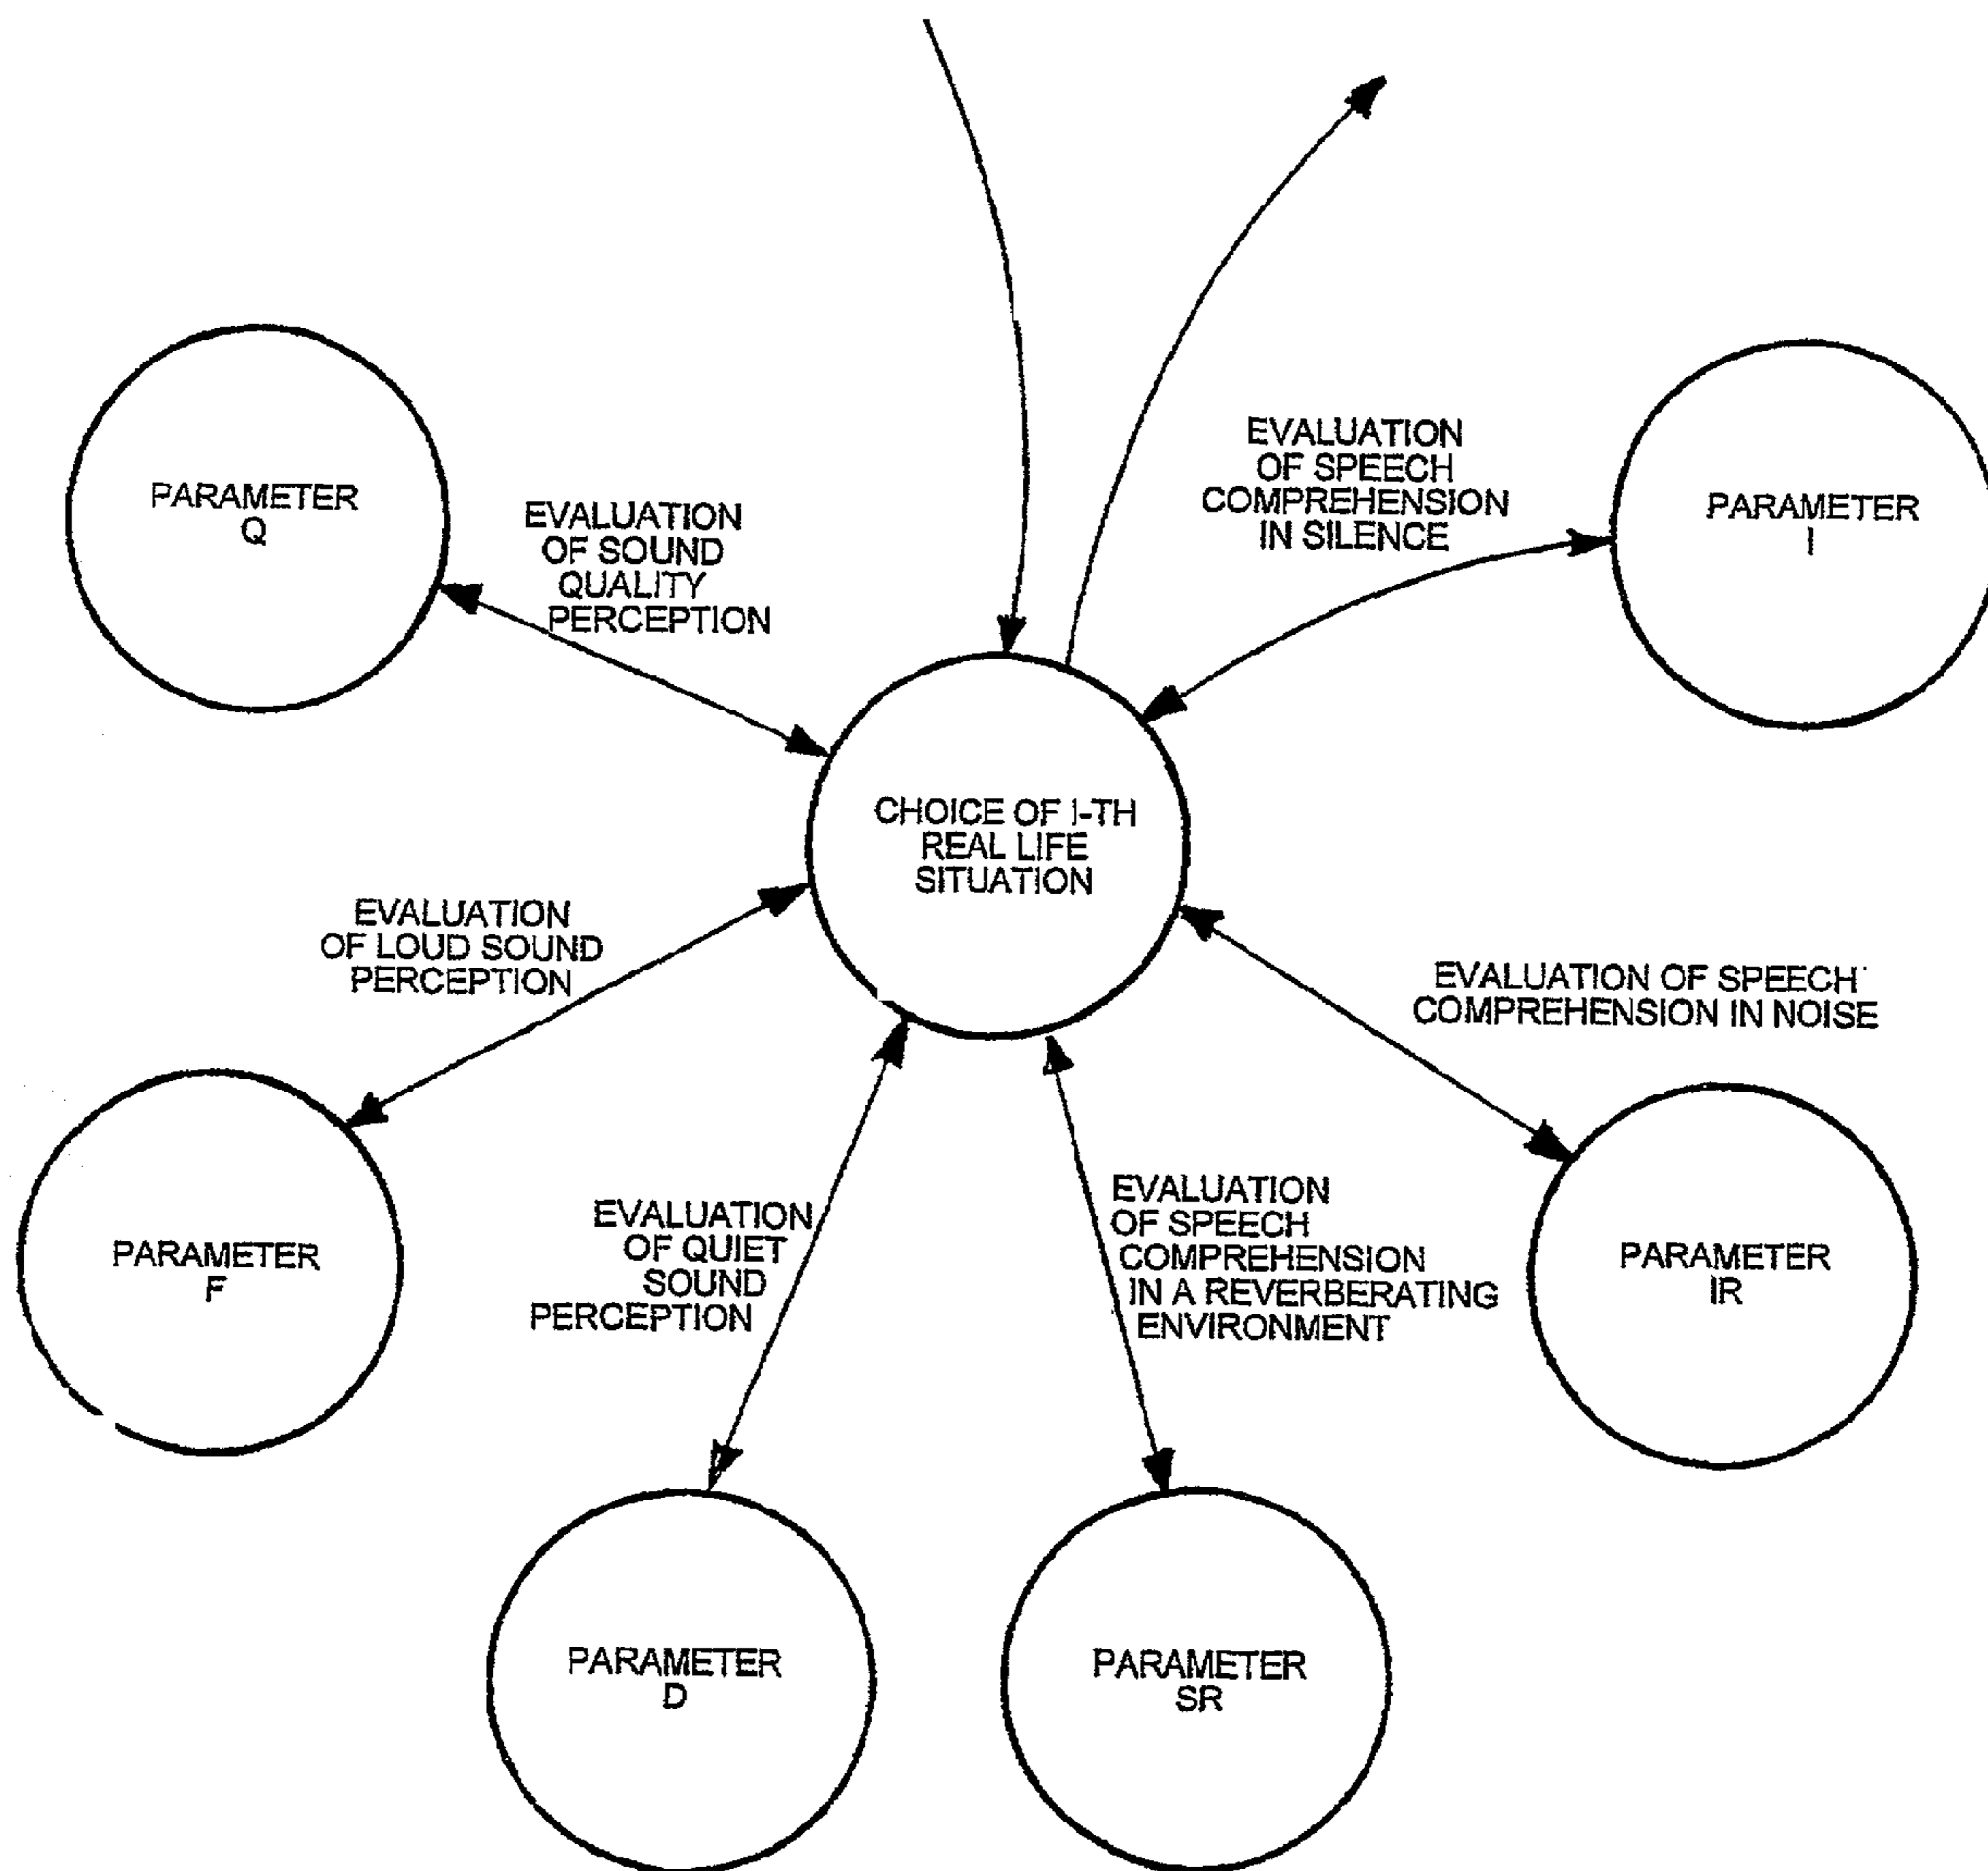 PARAMETER
Q
EVALUATION
OF SOUND
QUALITY
PERCEPTION
EVALUATION
OF SPEECH
COMPREHENSION
IN SILENCE
PARAMETER
I
CHOICE OF I-TH
REAL LIFE
SITUATION
EVALUATION
OF LOUD SOUND
PERCEPTION
EVALUATION OF SPEECH
COMPREHENSION IN NOISE
PARAMETER
F
EVALUATION
OF QUIET
SOUND
PERCEPTION
EVALUATION
OF SPEECH
COMPREHENSION
IN A REVERBERATING
ENVIRONMENT
PARAMETER
IR
PARAMETER
D
PARAMETER
SR